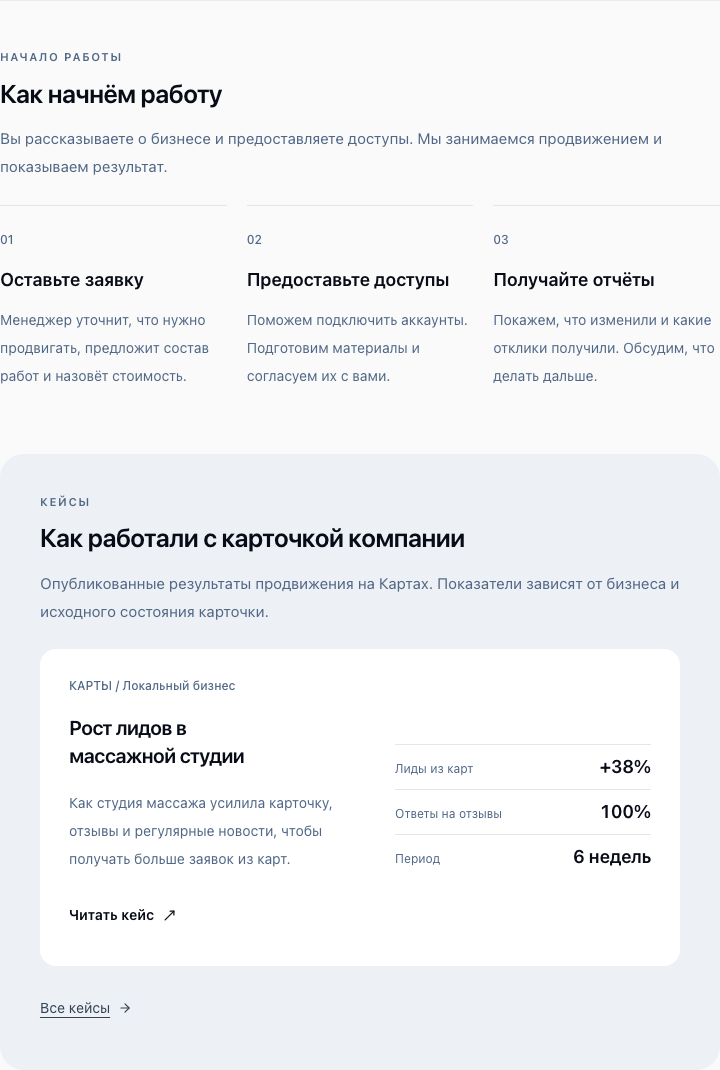 НАЧАЛО РАБОТЫ
Как начнём работу
Вы рассказываете о бизнесе и предоставляете доступы. Мы занимаемся продвижением и
показываем результат.
01
Оставьте заявку
Менеджер уточнит, что нужно
продвигать, предложит состав
работ и назовёт стоимость.
02
Предоставьте доступы
Поможем подключить аккаунты.
Подготовим материалы и
согласуем их с вами.
03
Получайте отчёты
Покажем, что изменили и какие
отклики получили. Обсудим, что
делать дальше.
КЕЙСЫ
Как работали с карточкой компании
Опубликованные результаты продвижения на Картах. Показатели зависят от бизнеса и
исходного состояния карточки.
КАРТЫ / Локальный бизнес
Рост лидов в
массажной студии
Как студия массажа усилила карточку,
отзывы и регулярные новости, чтобы
получать больше заявок из карт.
Читать кейс ↗
Лиды из карт +38%
Ответы на отзывы 100%
Период 6 недель
Все кейсы →